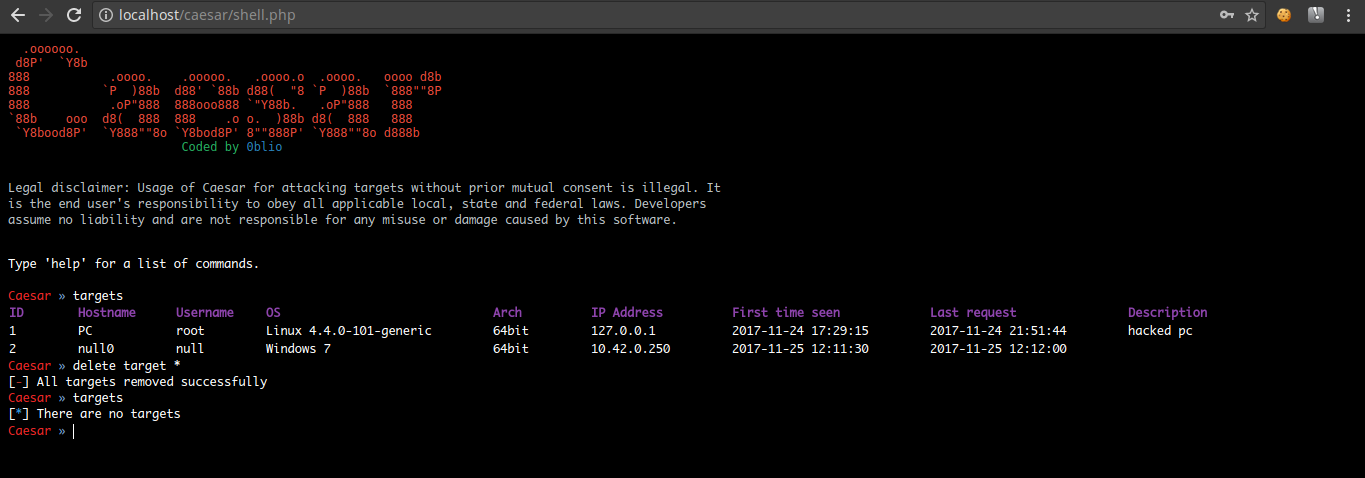 localhost/caesar/shell.php
.oooooo.
d8P'  `Y8b
888           .oooo.    .ooooo.   .oooo.o  .oooo.   oooo d8b
888          `P  )88b  d88' `88b d88(  "8 `P  )88b  `888""8P
888           .oP"888  888ooo888 `"Y88b.   .oP"888   888
`88b    ooo  d8(  888  888    .o o.  )88b d8(  888   888
`Y8bood8P'  `Y888""8o `Y8bod8P' 8""888P' `Y888""8o d888b
Coded by 0blio
Legal disclaimer: Usage of Caesar for attacking targets without prior mutual consent is illegal. It
is the end user's responsibility to obey all applicable local, state and federal laws. Developers
assume no liability and are not responsible for any misuse or damage caused by this software.
Type 'help' for a list of commands.
Caesar » targets
ID Hostname Username OS Arch IP Address First time seen Last request Description
1 PC root Linux 4.4.0-101-generic 64bit 127.0.0.1 2017-11-24 17:29:15 2017-11-24 21:51:44 hacked pc
2 null0 null Windows 7 64bit 10.42.0.250 2017-11-25 12:11:30 2017-11-25 12:12:00
Caesar » delete target *
[-] All targets removed successfully
Caesar » targets
[*] There are no targets
Caesar »